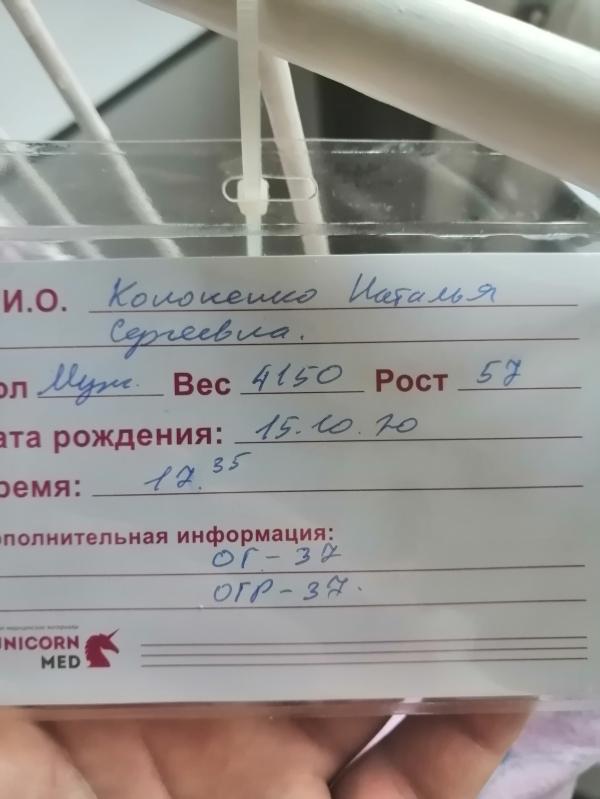 И.О. Колокенко Наталья
Сергеевна.
ол Муж. Вес 4150 Рост 57
ата рождения: 15.10.20
ремя: 17.35
ополнительная информация:
ОГ-37
ОГР-37.
UNICORN
MED